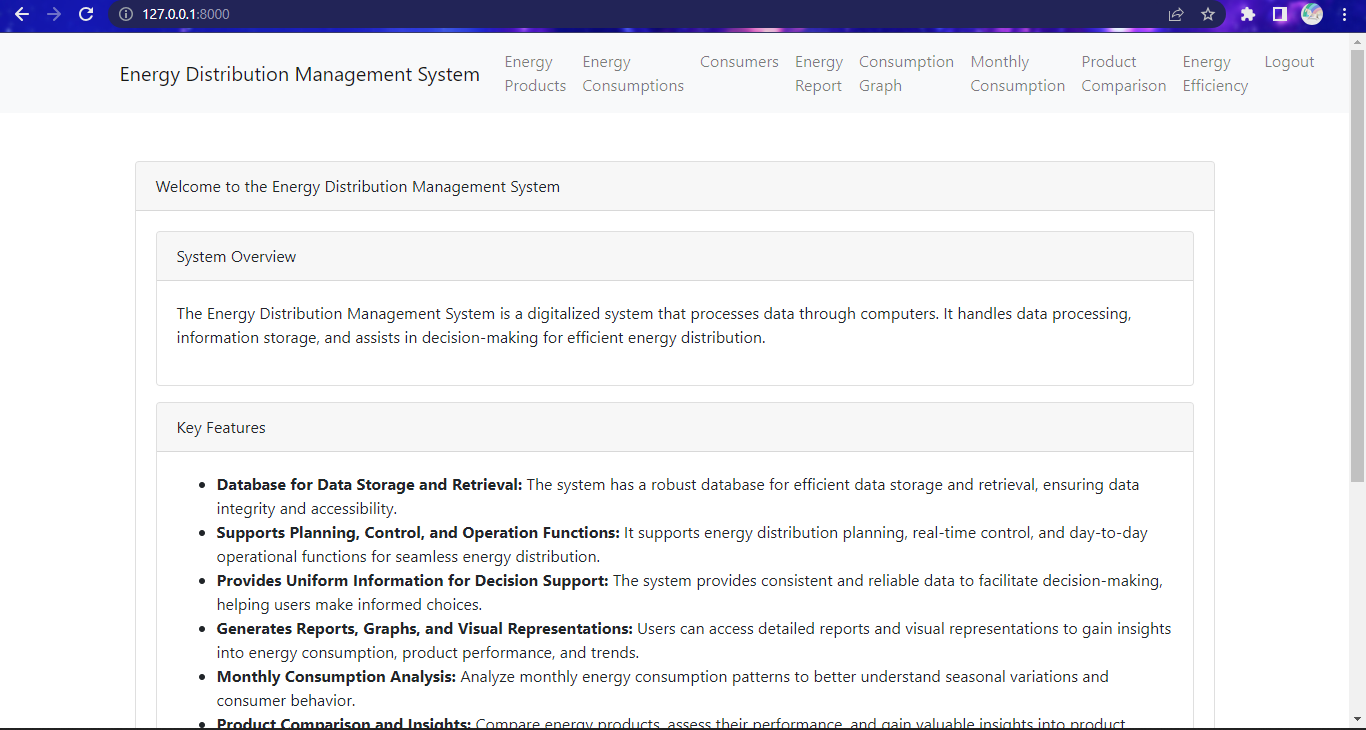 127.0.0.1:8000
Energy Distribution Management System
Energy Products
Energy Consumptions
Consumers
Energy Report
Consumption Graph
Monthly Consumption
Product Comparison
Energy Efficiency
Logout
Welcome to the Energy Distribution Management System
System Overview
The Energy Distribution Management System is a digitalized system that processes data through computers. It handles data processing,
information storage, and assists in decision-making for efficient energy distribution.
Key Features
Database for Data Storage and Retrieval: The system has a robust database for efficient data storage and retrieval, ensuring data
integrity and accessibility.
Supports Planning, Control, and Operation Functions: It supports energy distribution planning, real-time control, and day-to-day
operational functions for seamless energy distribution.
Provides Uniform Information for Decision Support: The system provides consistent and reliable data to facilitate decision-making,
helping users make informed choices.
Generates Reports, Graphs, and Visual Representations: Users can access detailed reports and visual representations to gain insights
into energy consumption, product performance, and trends.
Monthly Consumption Analysis: Analyze monthly energy consumption patterns to better understand seasonal variations and
consumer behavior.
Product Comparison and Insights: Compare energy products, assess their performance, and gain valuable insights into product